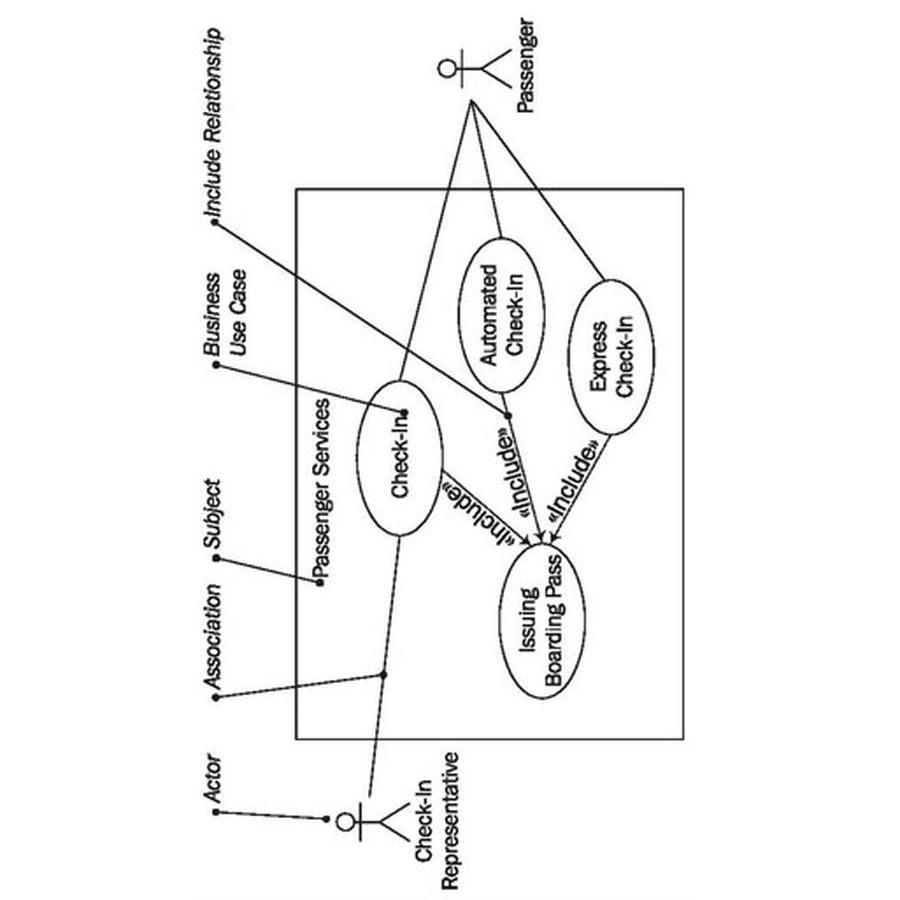 Actor
Association
Subject
Business
Use Case
Include Relationship
Passenger Services
Check-In
Automated
Check-In
Express
Check-In
«Include»
«Include»
«Include»
Issuing
Boarding Pass
Check-In
Representative
Passenger